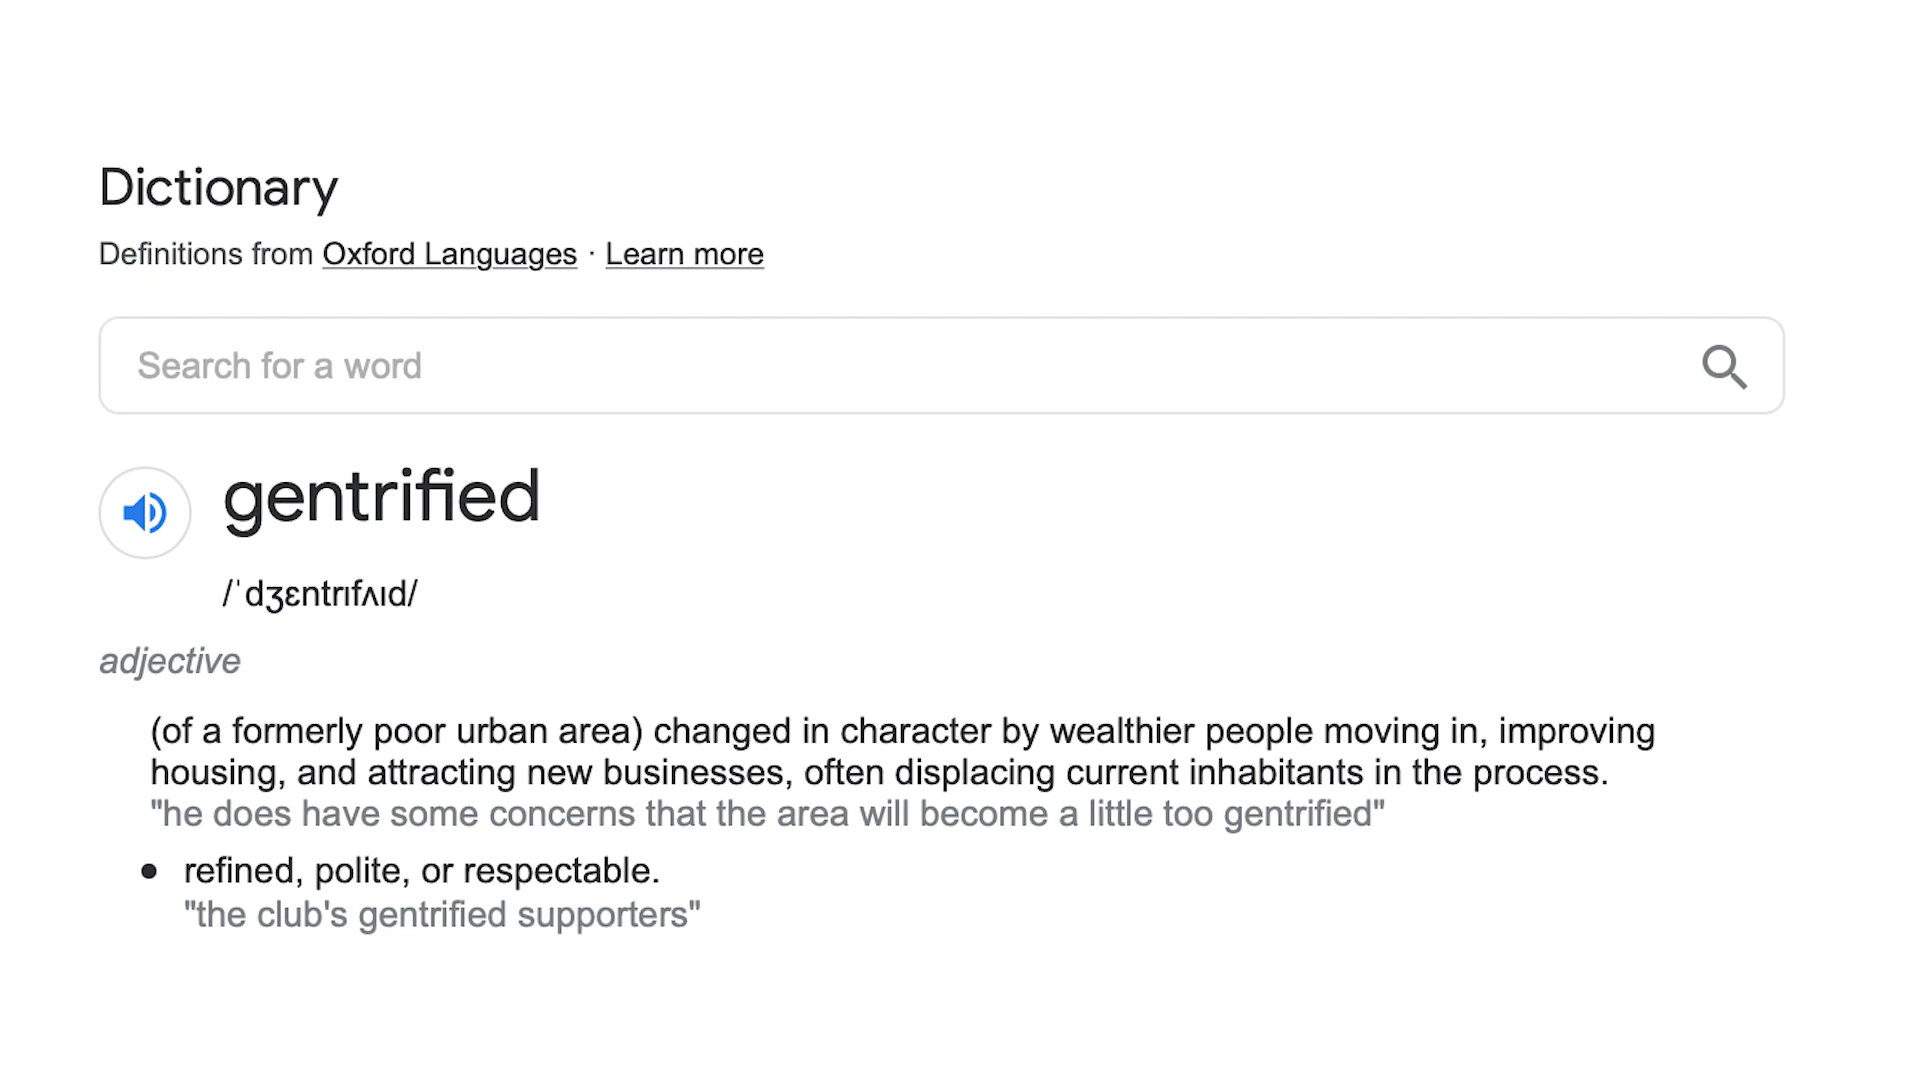 Dictionary
Definitions from Oxford Languages · Learn more
Search for a word
gentrified
/ˈdʒɛntrɪfʌɪd/
adjective
(of a formerly poor urban area) changed in character by wealthier people moving in, improving
housing, and attracting new businesses, often displacing current inhabitants in the process.
"he does have some concerns that the area will become a little too gentrified"
• refined, polite, or respectable.
"the club's gentrified supporters"